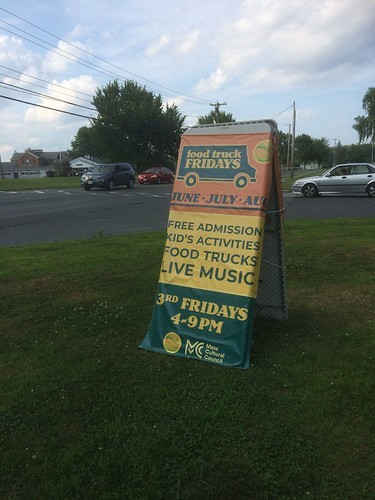 food truck
FRIDAYS
JUNE • JULY • AU
FREE ADMISSION
KID'S ACTIVITIES
FOOD TRUCKS
LIVE MUSIC
3RD FRIDAYS
4-9PM
MCC Mass
Cultural
Council